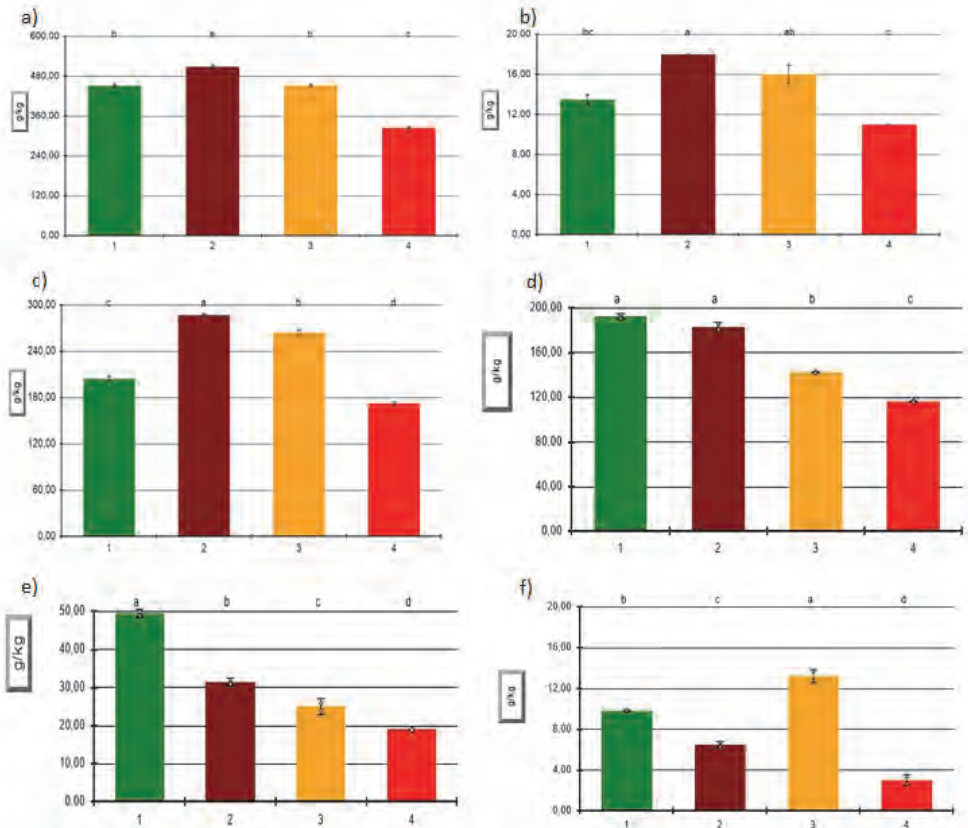 a)
600,00
480,00
360,00
240,00
120,00
0,00
g/kg
b a b c
1 2 3 4
b)
20,00
16,00
12,00
8,00
4,00
0,00
g/kg
bc a ab c
1 2 3 4
c)
300,00
240,00
180,00
120,00
60,00
0,00
g/kg
c a b d
1 2 3 4
d)
200,00
160,00
120,00
80,00
40,00
0,00
g/kg
a a b c
1 2 3 4
e)
50,00
40,00
30,00
20,00
10,00
0,00
g/kg
a b c d
1 2 3 4
f)
20,00
16,00
12,00
8,00
4,00
0,00
g/kg
b c a d
1 2 3 4